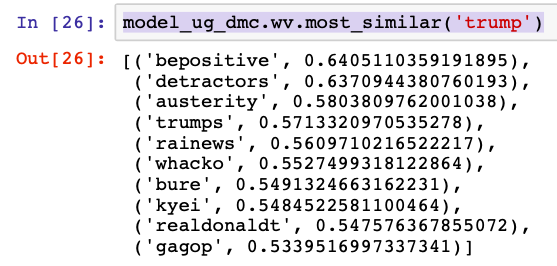 In [26]: model_ug_dmc.wv.most_similar('trump')
Out[26]: [('bepositive', 0.6405110359191895),
('detractors', 0.6370944380760193),
('austerity', 0.5803809762001038),
('trumps', 0.5713320970535278),
('rainews', 0.5609710216522217),
('whacko', 0.5527499318122864),
('bure', 0.5491324663162231),
('kyei', 0.5484522581100464),
('realdonaldt', 0.547576367855072),
('gagop', 0.5339516997337341)]